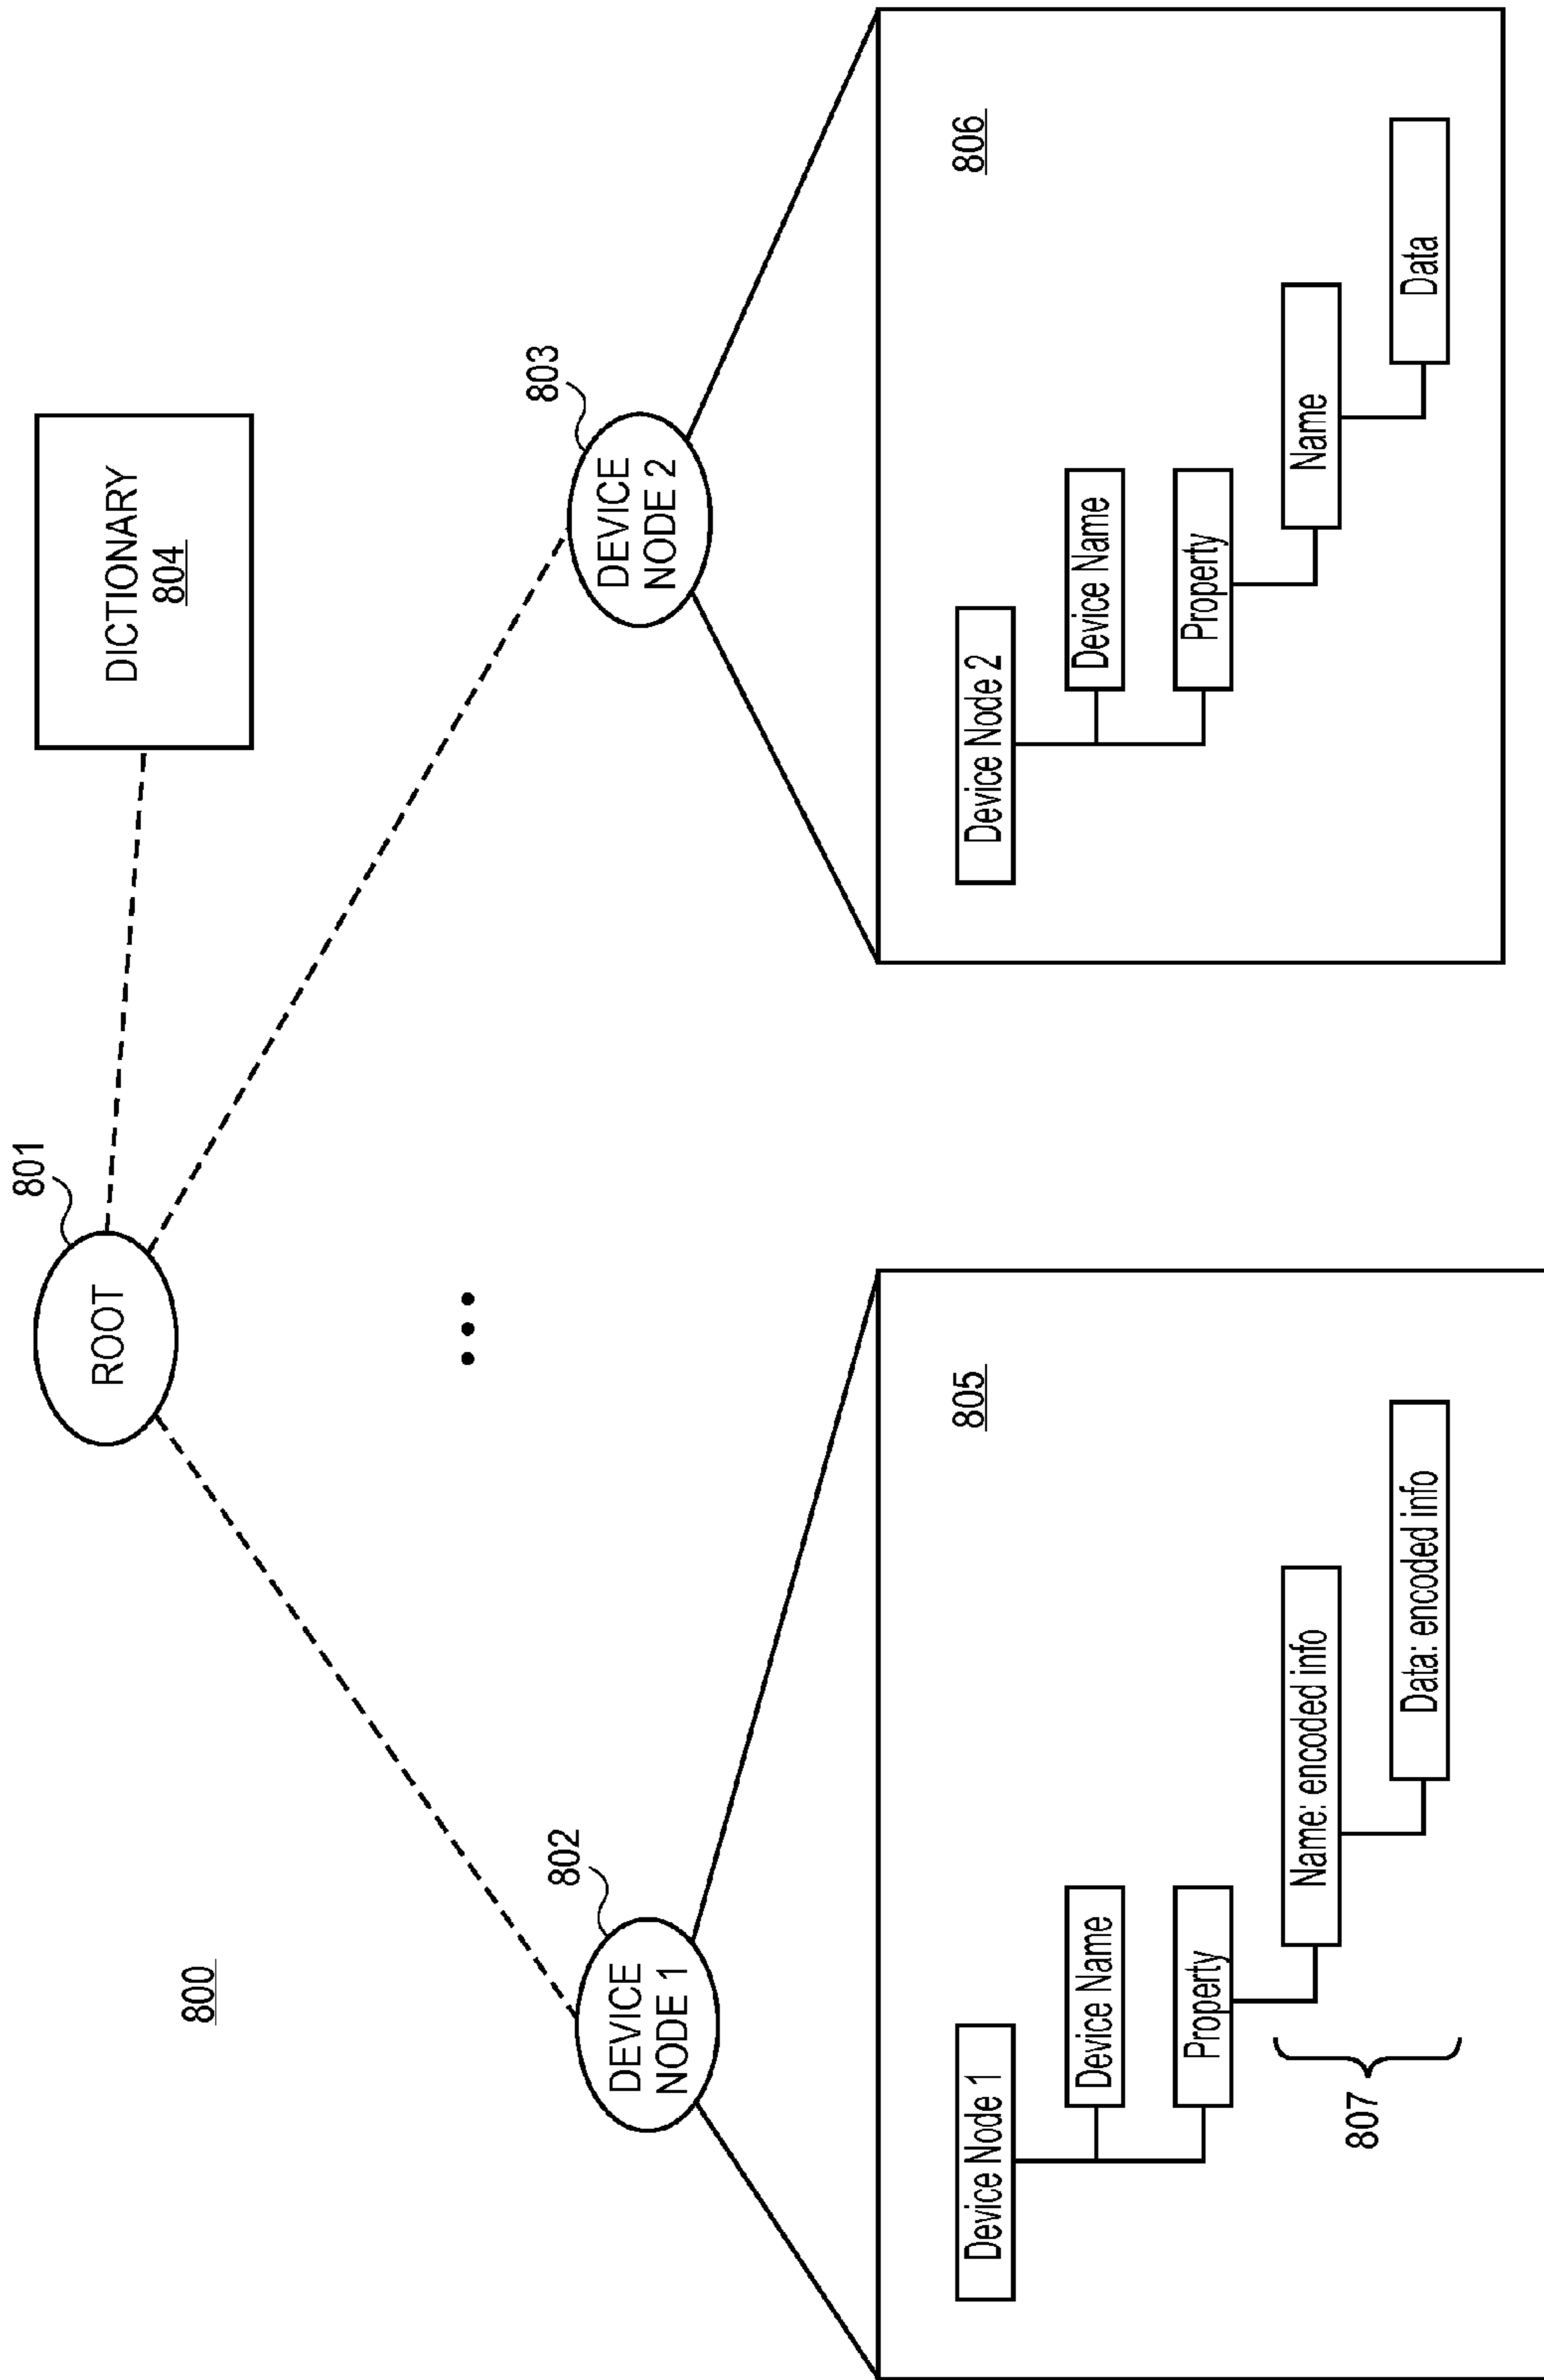 800
801
ROOT
DICTIONARY
804
802
DEVICE
NODE 1
803
DEVICE
NODE 2
805
Device Node 1
Device Name
Property
Name: encoded info
Data: encoded info
807
806
Device Node 2
Device Name
Property
Name
Data